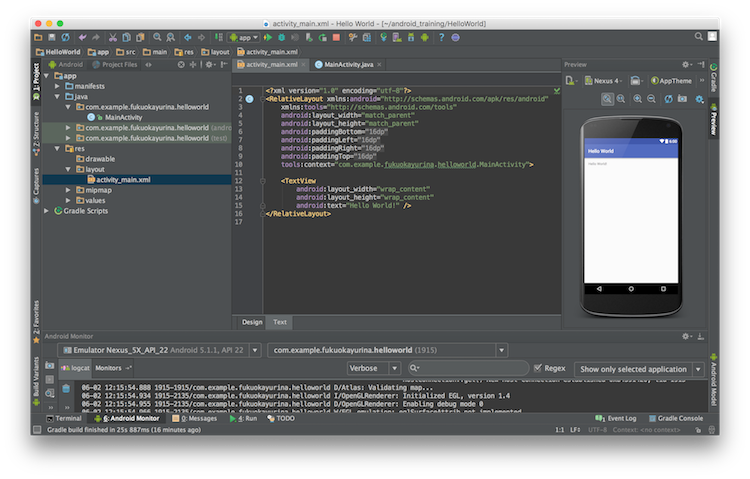 activity_main.xml - Hello World - [~/android_training/HelloWorld]
app
HelloWorld app src main res layout activity_main.xml
Android Project Files
activity_main.xml MainActivity.java
Preview
Nexus 4 AppTheme
1: Project
Z: Structure
Captures
2: Favorites
Build Variants
Gradle
Preview
Android Model
app
manifests
java
com.example.fukuokayurina.helloworld
MainActivity
com.example.fukuokayurina.helloworld
com.example.fukuokayurina.helloworld
res
drawable
layout
activity_main.xml
mipmap
values
Gradle Scripts
1 <?xml version="1.0" encoding="utf-8"?>
2 <RelativeLayout xmlns:android="http://schemas.android.com/apk/res/android"
3 xmlns:tools="http://schemas.android.com/tools"
4 android:layout_width="match_parent"
5 android:layout_height="match_parent"
6 android:paddingBottom="16dp"
7 android:paddingLeft="16dp"
8 android:paddingRight="16dp"
9 android:paddingTop="16dp"
10 tools:context="com.example.fukuokayurina.helloworld.MainActivity">
11
12 <TextView
13 android:layout_width="wrap_content"
14 android:layout_height="wrap_content"
15 android:text="Hello World!" />
16 </RelativeLayout>
17
6:00
Hello World
Hello World!
Design Text
Android Monitor
Emulator Nexus_5X_API_22 Android 5.1.1, API 22
com.example.fukuokayurina.helloworld (1915)
logcat Monitors
Verbose
Regex
Show only selected application
06-02 12:15:54.880 1915-1915/com.example.fukuokayurina.helloworld D/Atlas: Validating map...
06-02 12:15:54.934 1915-2135/com.example.fukuokayurina.helloworld I/OpenGLRenderer: Initialized EGL, version 1.4
06-02 12:15:54.955 1915-2135/com.example.fukuokayurina.helloworld D/OpenGLRenderer: Enabling debug mode 0
Terminal 6: Android Monitor 0: Messages 4: Run TODO
Event Log Gradle Console
Gradle build finished in 25s 887ms (16 minutes ago)
1:1 LF UTF-8 Context: <no context>